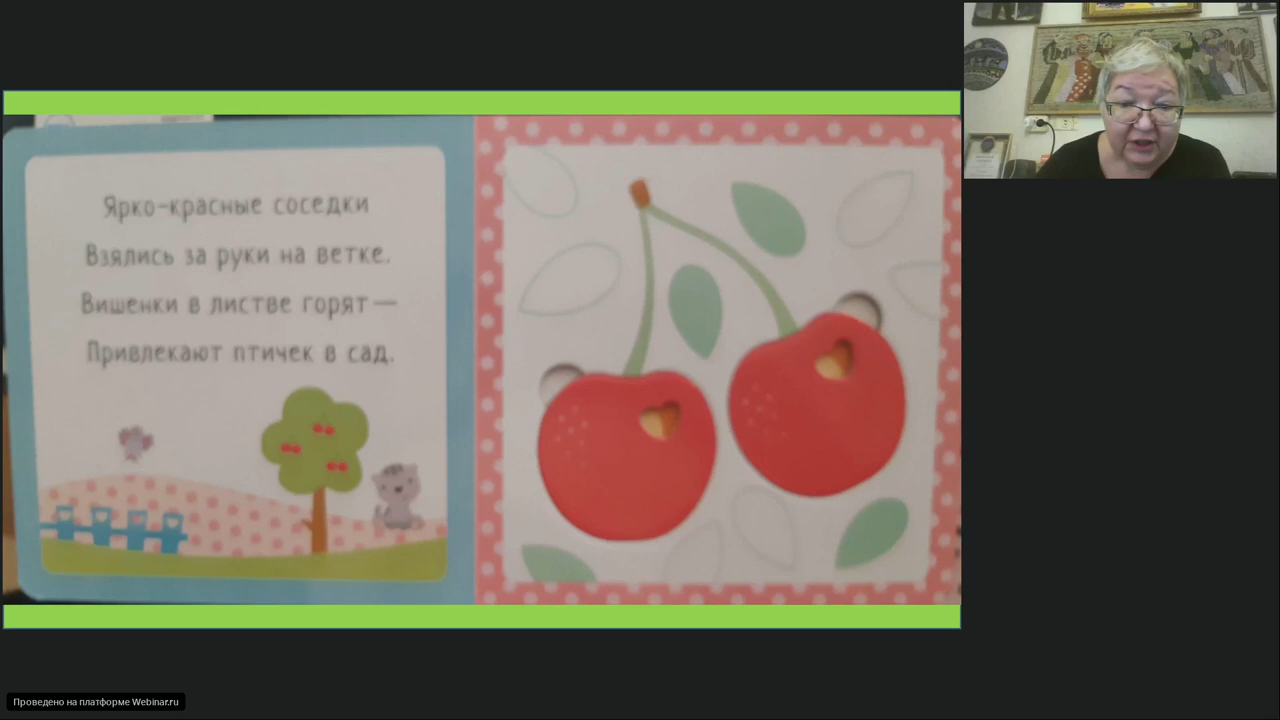 Ярко-красные соседки
Взялись за руки на ветке.
Вишенки в листве горят—
Привлекают птичек в сад.
Проведено на платформе Webinar.ru